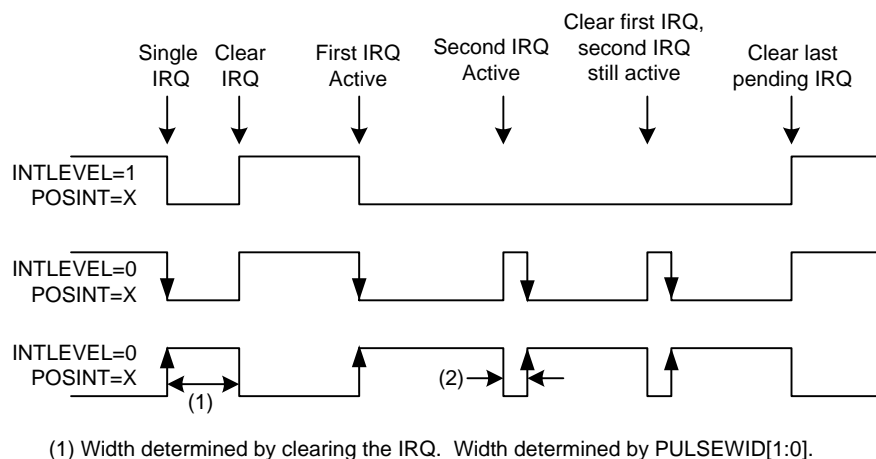 Single
IRQ
Clear
IRQ
First IRQ
Active
Second IRQ
Active
Clear first IRQ,
second IRQ
still active
Clear last
pending IRQ
INTLEVEL=1
POSINT=X
INTLEVEL=0
POSINT=X
INTLEVEL=0
POSINT=X
(1)
(2)
(1) Width determined by clearing the IRQ. Width determined by PULSEWID[1:0].